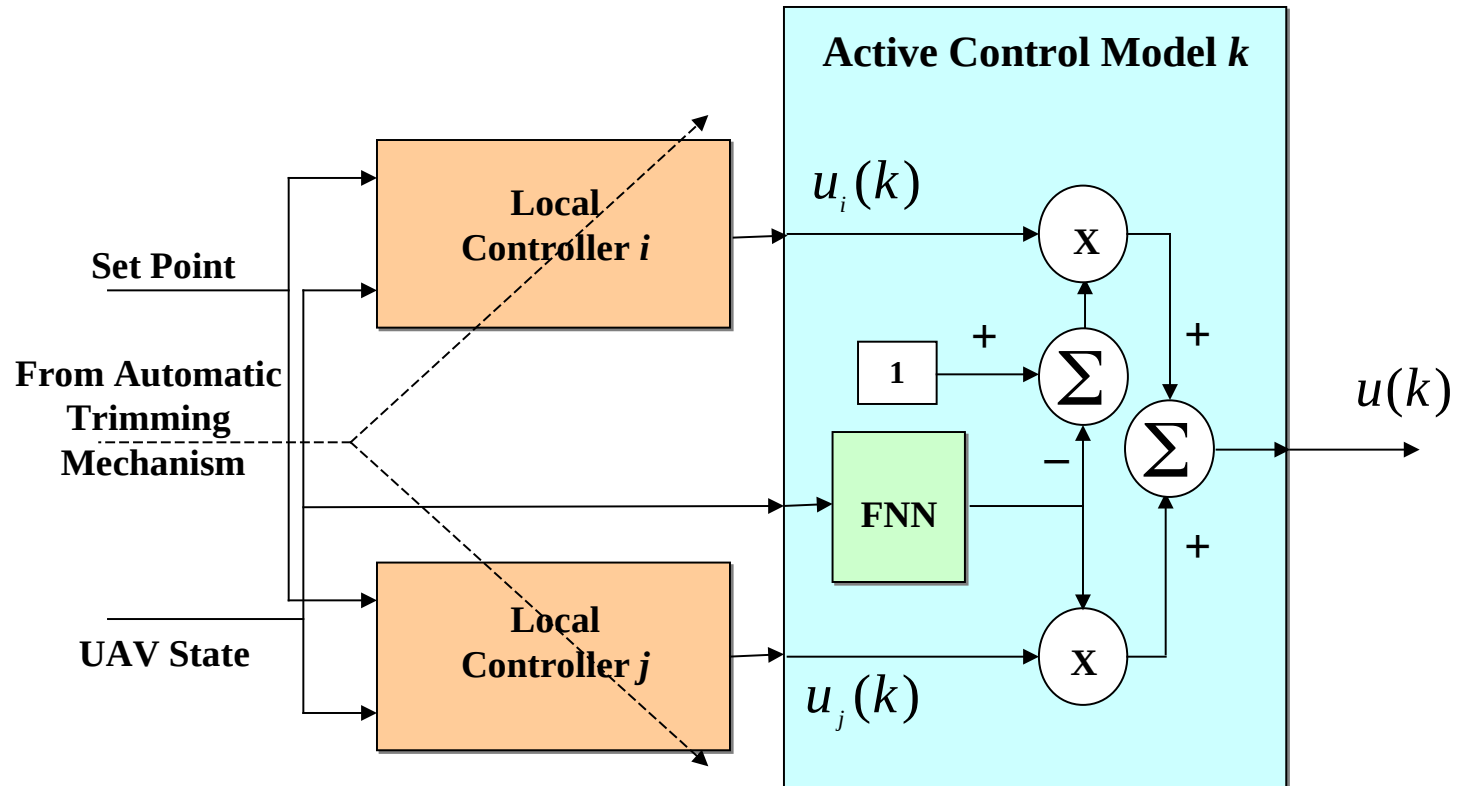 Active Control Model k
u_i(k)
Local
Controller i
X
Set Point
+
+
1
Σ
From Automatic
Trimming
Mechanism
u(k)
Σ
−
FNN
+
Local
Controller j
UAV State
X
u_j(k)